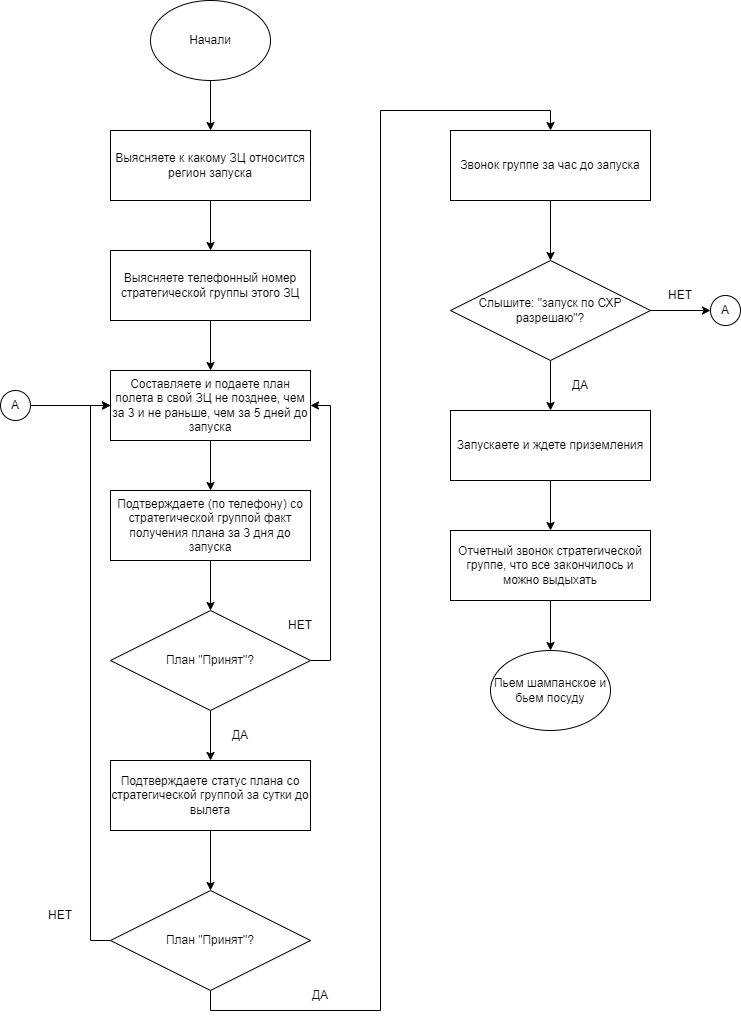 Начали
Выясняете к какому ЗЦ относится
регион запуска
Выясняете телефонный номер
стратегической группы этого ЗЦ
А
Составляете и подаете план
полета в свой ЗЦ не позднее, чем
за 3 и не раньше, чем за 5 дней до
запуска
Подтверждаете (по телефону) со
стратегической группой факт
получения плана за 3 дня до
запуска
НЕТ
План "Принят"?
ДА
Подтверждаете статус плана со
стратегической группой за сутки до
вылета
НЕТ
План "Принят"?
ДА
Звонок группе за час до запуска
Слышите: "запуск по СХР
разрешаю"?
НЕТ
А
ДА
Запускаете и ждете приземления
Отчетный звонок стратегической
группе, что все закончилось и
можно выдыхать
Пьем шампанское и
бьем посуду